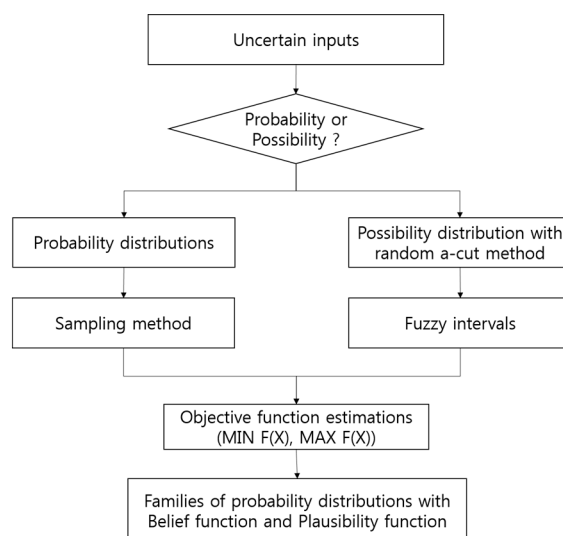 Uncertain inputs
Probability or
Possibility ?
Probability distributions
Possibility distribution with
random a-cut method
Sampling method
Fuzzy intervals
Objective function estimations
(MIN F(X), MAX F(X))
Families of probability distributions with
Belief function and Plausibility function